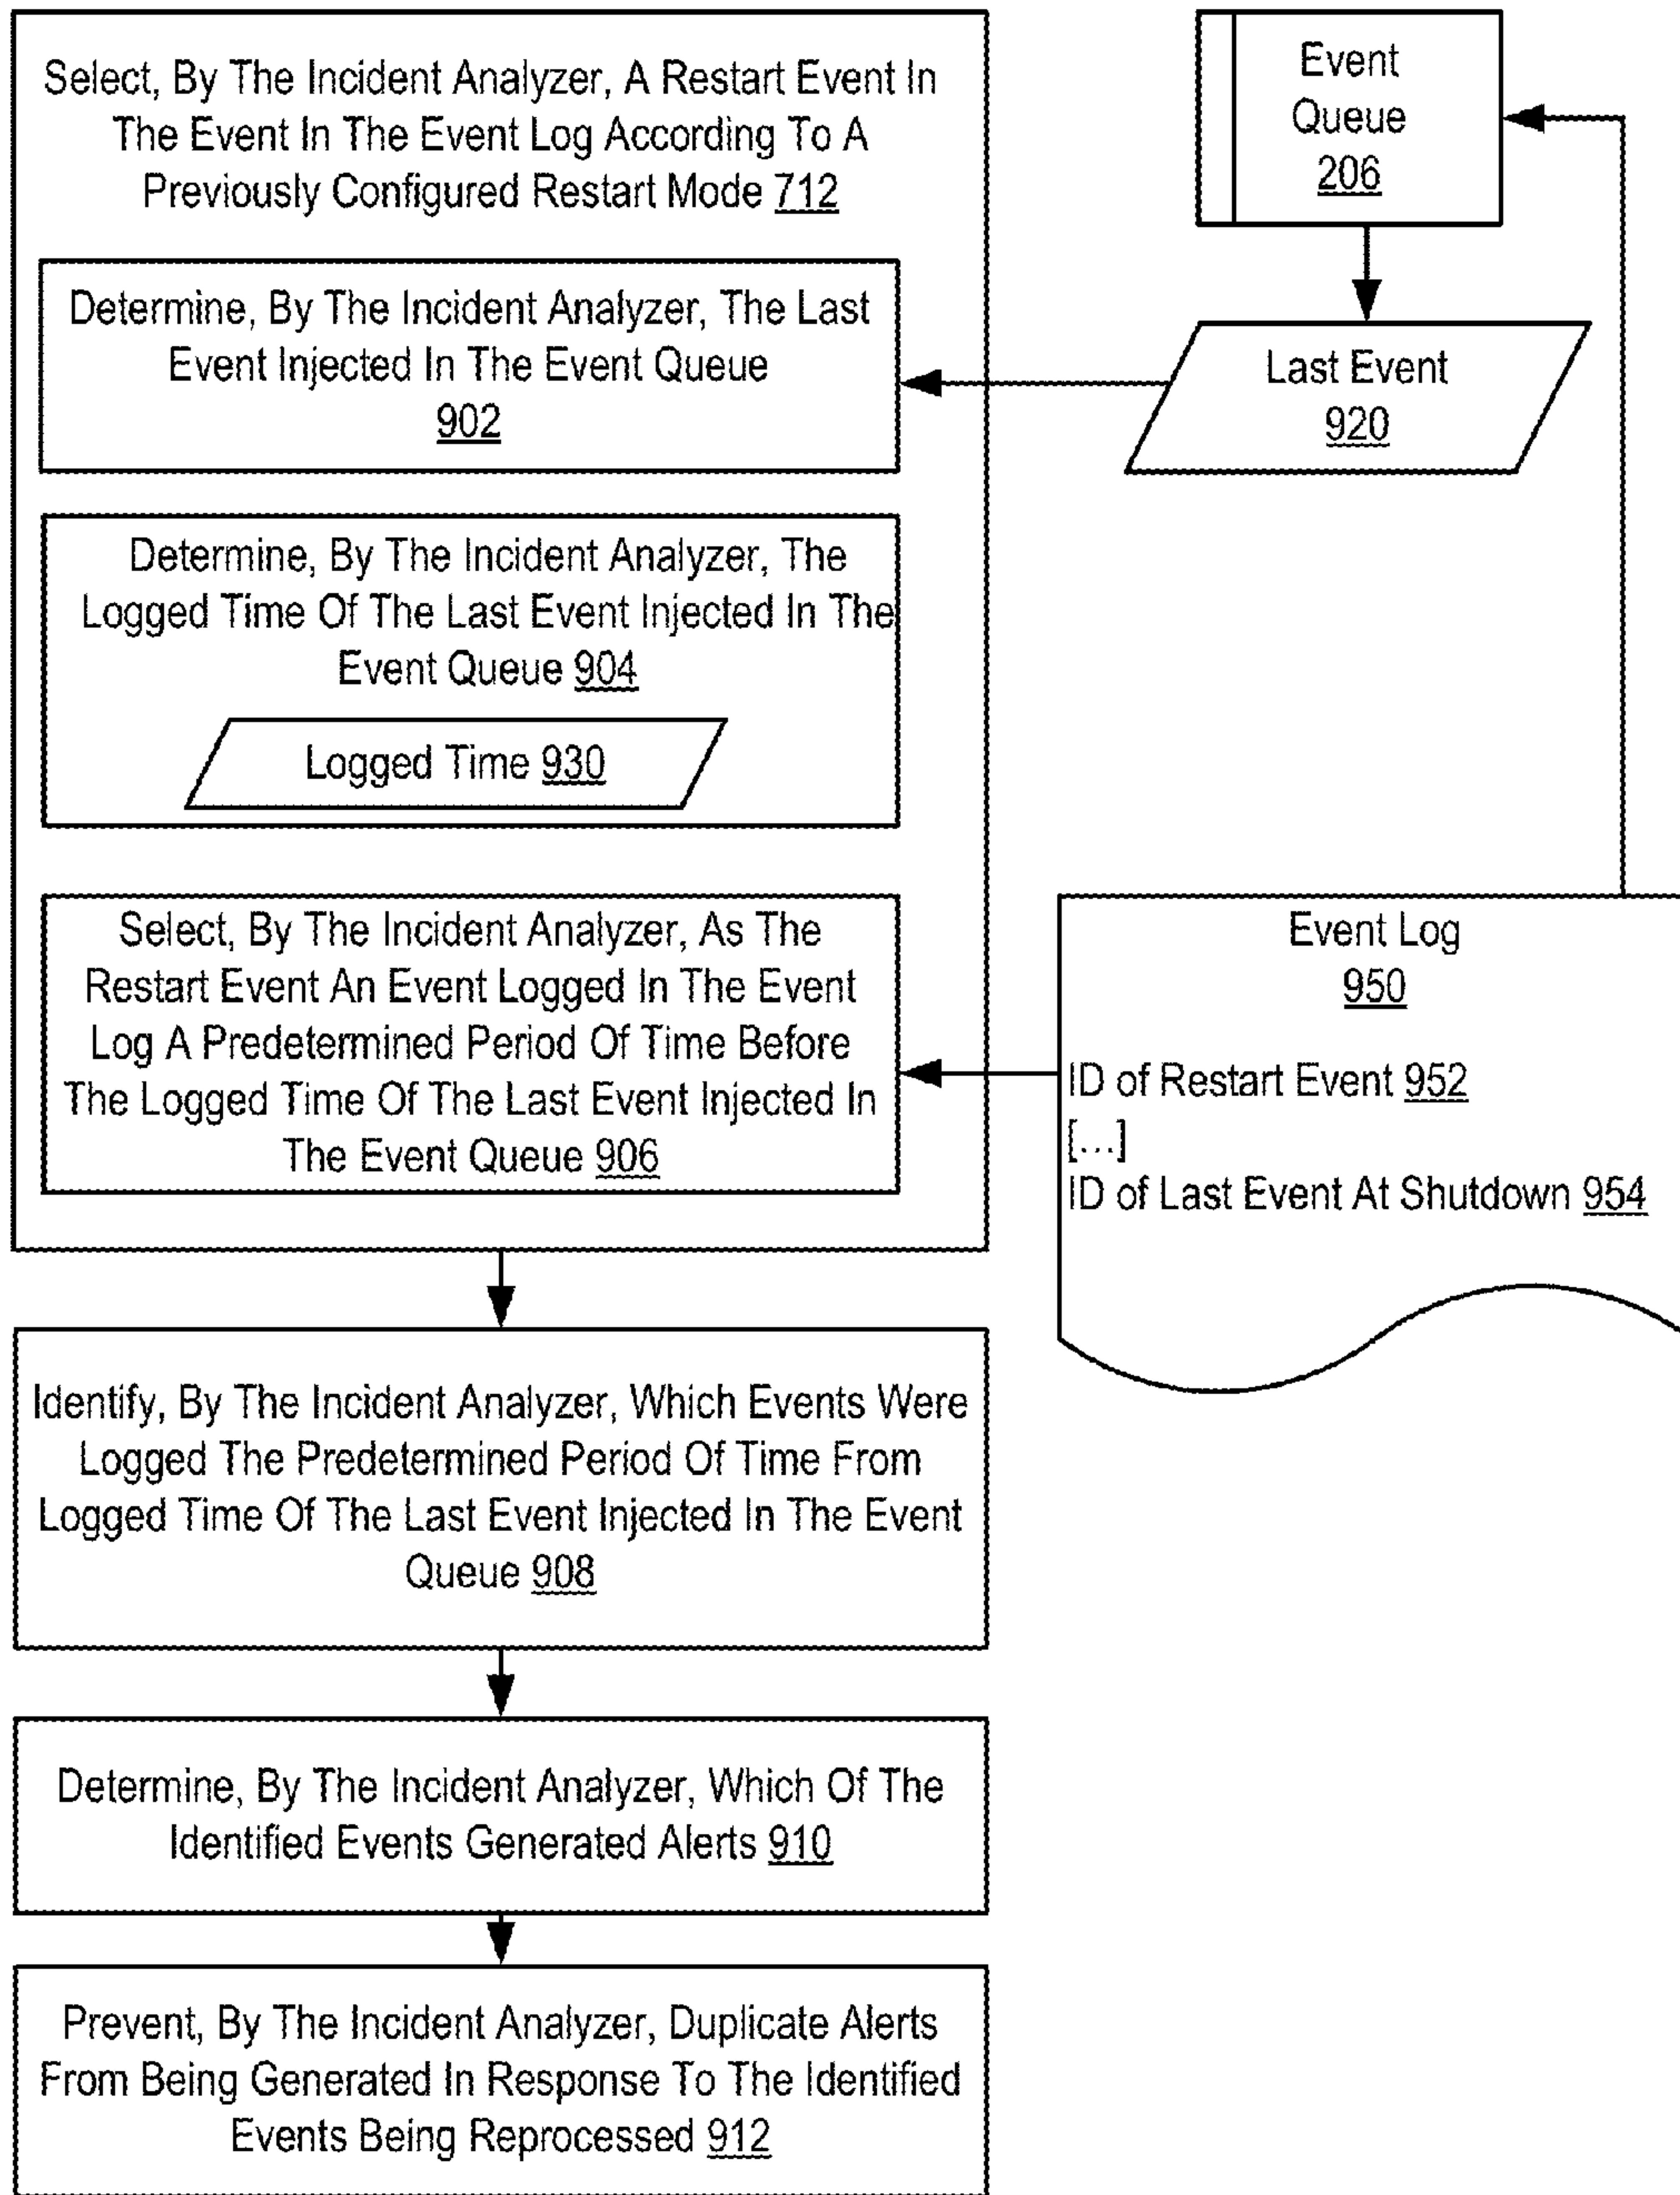 Select, By The Incident Analyzer, A Restart Event In
The Event In The Event Log According To A
Previously Configured Restart Mode 712
Determine, By The Incident Analyzer, The Last
Event Injected In The Event Queue
902
Determine, By The Incident Analyzer, The
Logged Time Of The Last Event Injected In The
Event Queue 904
Logged Time 930
Select, By The Incident Analyzer, As The
Restart Event An Event Logged In The Event
Log A Predetermined Period Of Time Before
The Logged Time Of The Last Event Injected In
The Event Queue 906
Event
Queue
206
Last Event
920
Event Log
950
ID of Restart Event 952
[...]
ID of Last Event At Shutdown 954
Identify, By The Incident Analyzer, Which Events Were
Logged The Predetermined Period Of Time From
Logged Time Of The Last Event Injected In The Event
Queue 908
Determine, By The Incident Analyzer, Which Of The
Identified Events Generated Alerts 910
Prevent, By The Incident Analyzer, Duplicate Alerts
From Being Generated In Response To The Identified
Events Being Reprocessed 912